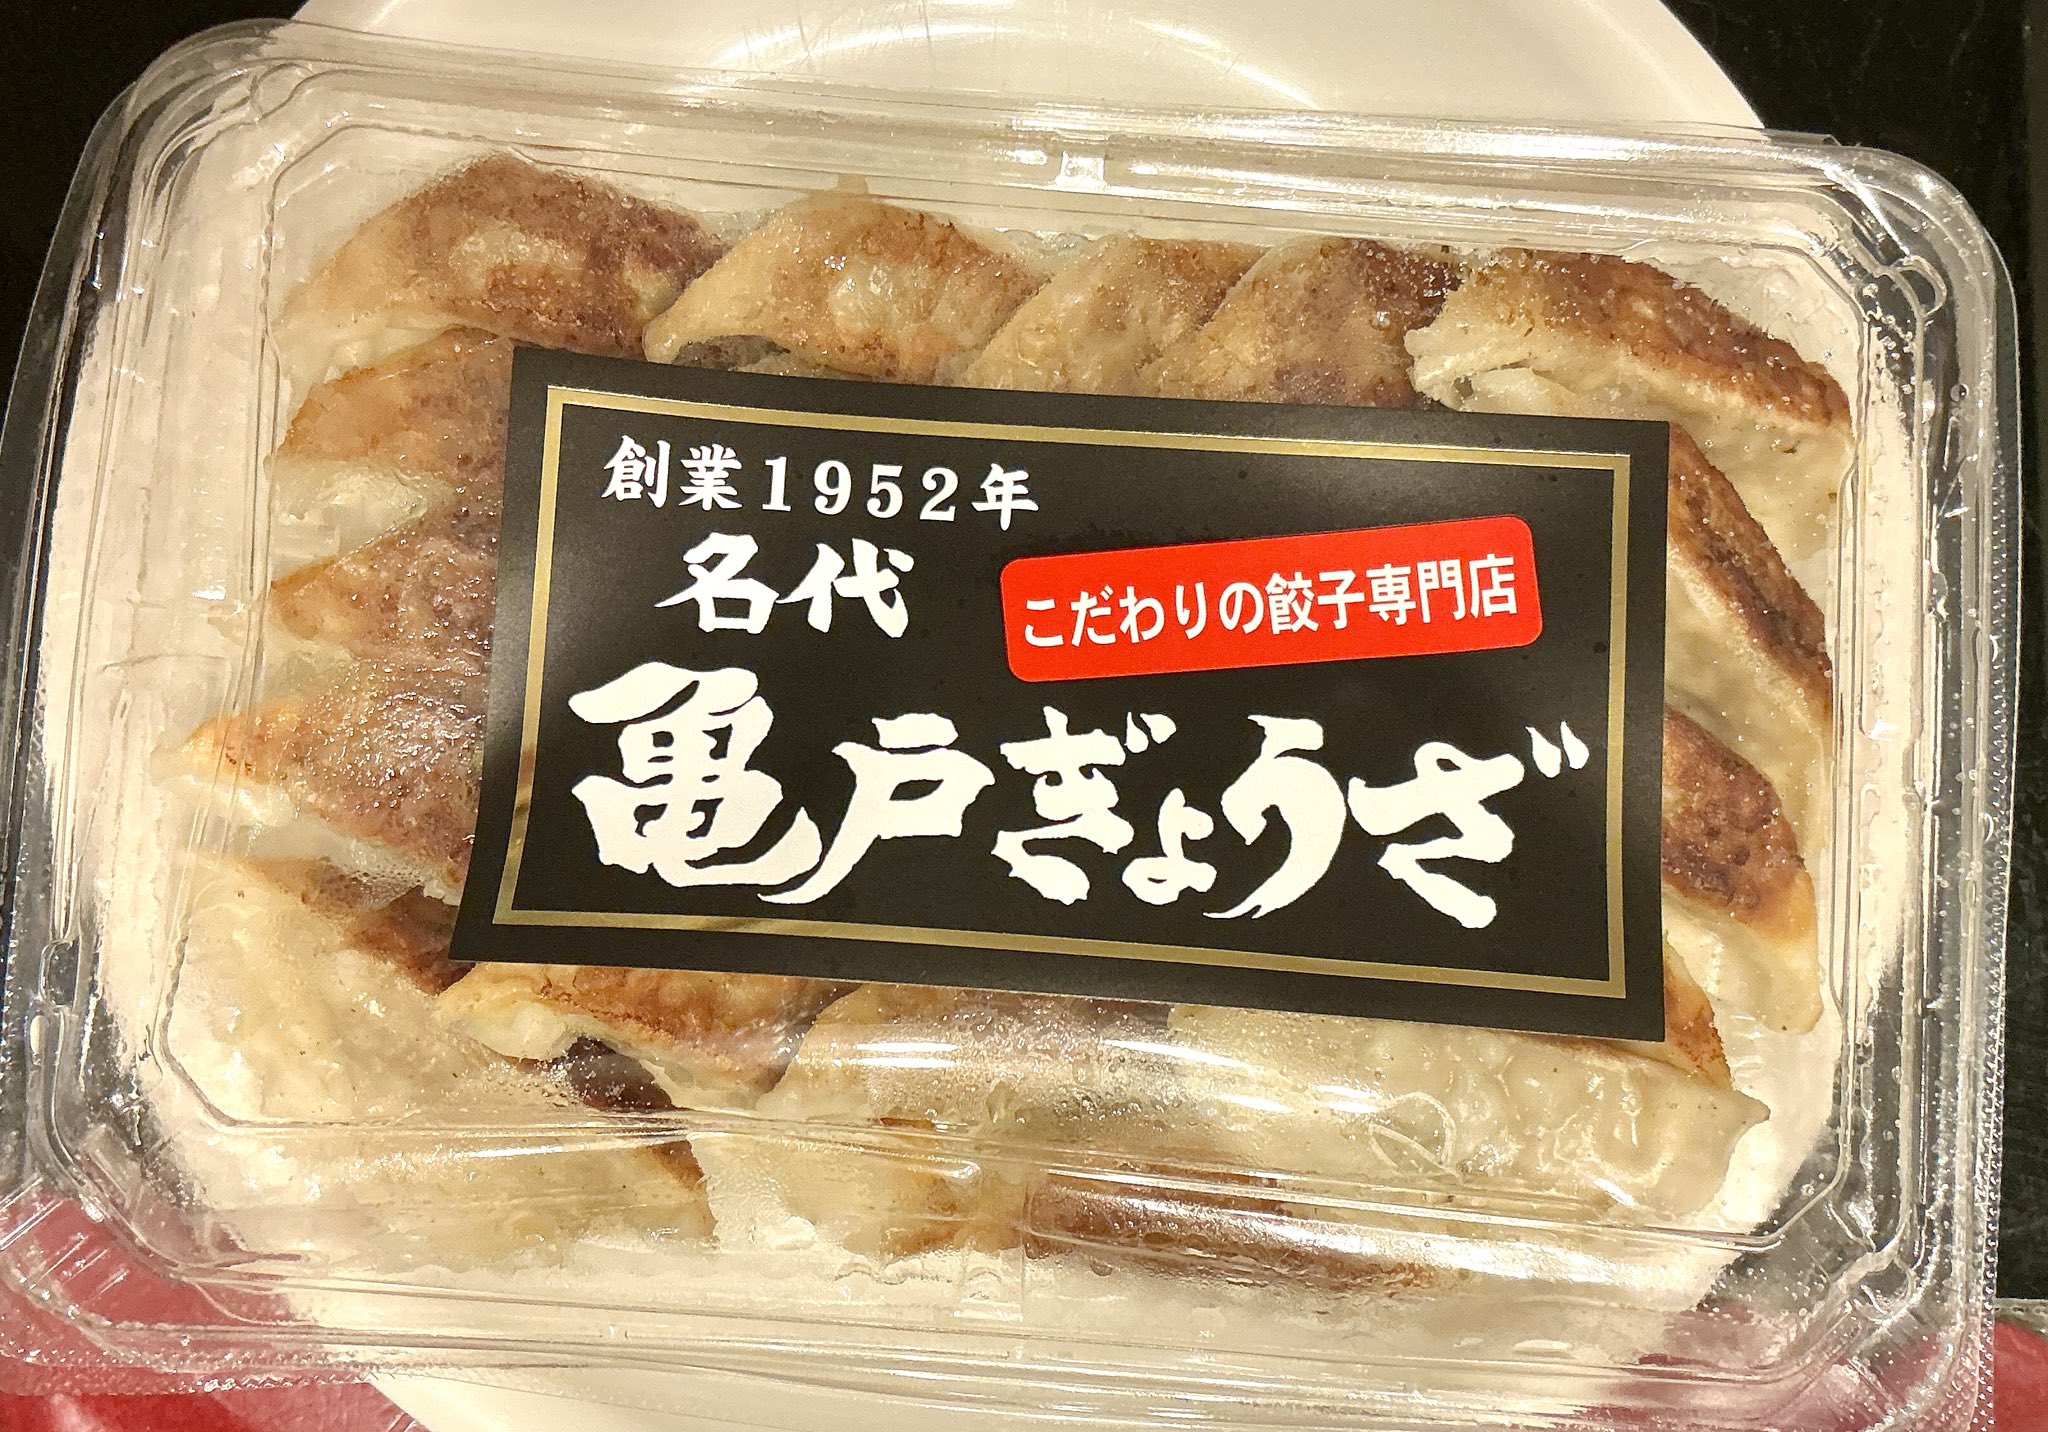 創業1952年
名代
こだわりの餃子専門店
亀戸ぎょうざ